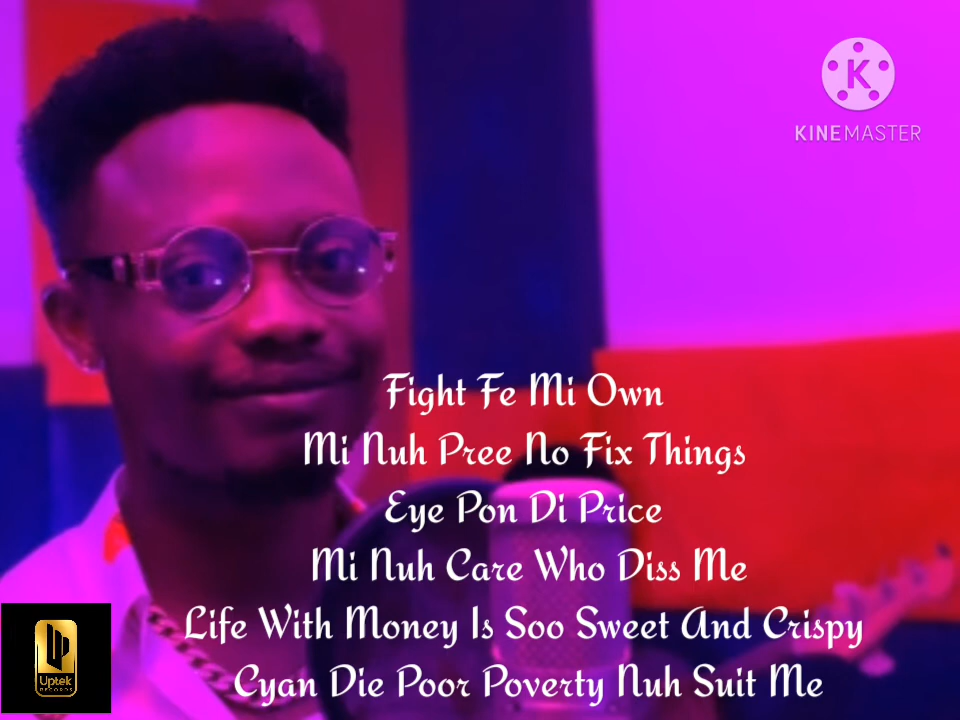 KINEMASTER
Fight Fe Mi Own
Mi Nuh Pree No Fix Things
Eye Pon Di Price
Mi Nuh Care Who Diss Me
Life With Money Is Soo Sweet And Crispy
Cyan Die Poor Poverty Nuh Suit Me
Uptek
RECORDS